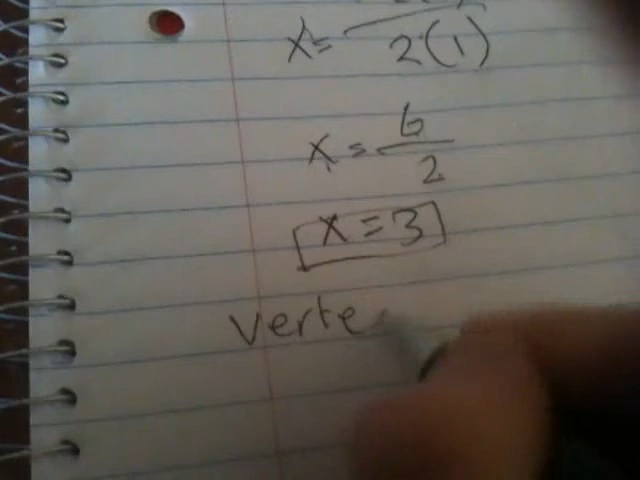 x = 2(1)
x = 6/2
x = 3
Verte